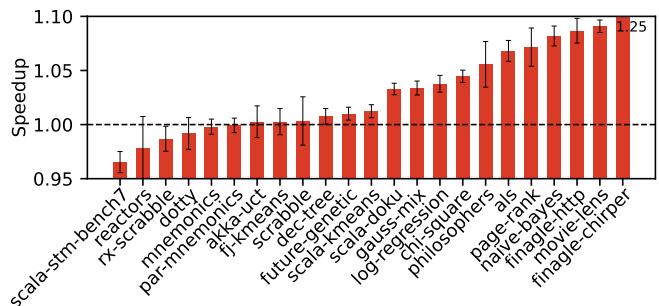 1.10
1.25
1.05
1.00
0.95
Speedup
scala-stm-bench7
reactors
rx-scrabble
dotty
mnemonics
par-mnemonics
akka-uct
fj-kmeans
scrabble
dec-tree
future-genetic
scala-kmeans
scala-doku
gauss-mix
log-regression
chi-square
philosophers
als
page-rank
naive-bayes
finagle-http
movie-lens
finagle-chirper